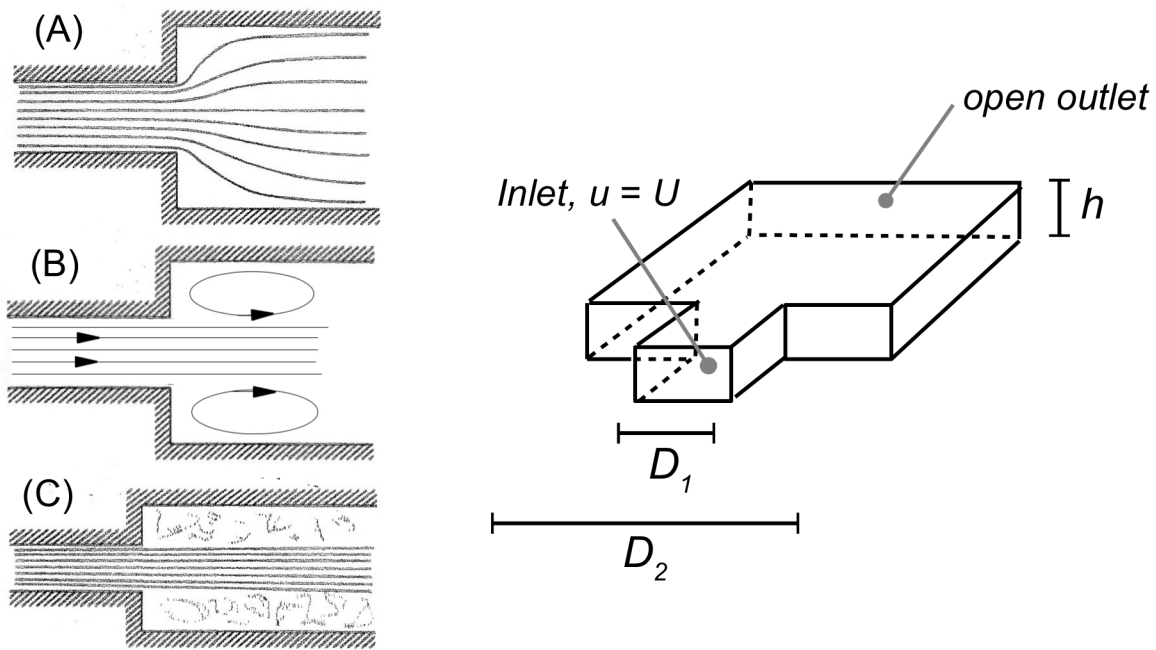 (A)
(B)
(C)
open outlet
Inlet, u = U
h
D₁
D₂